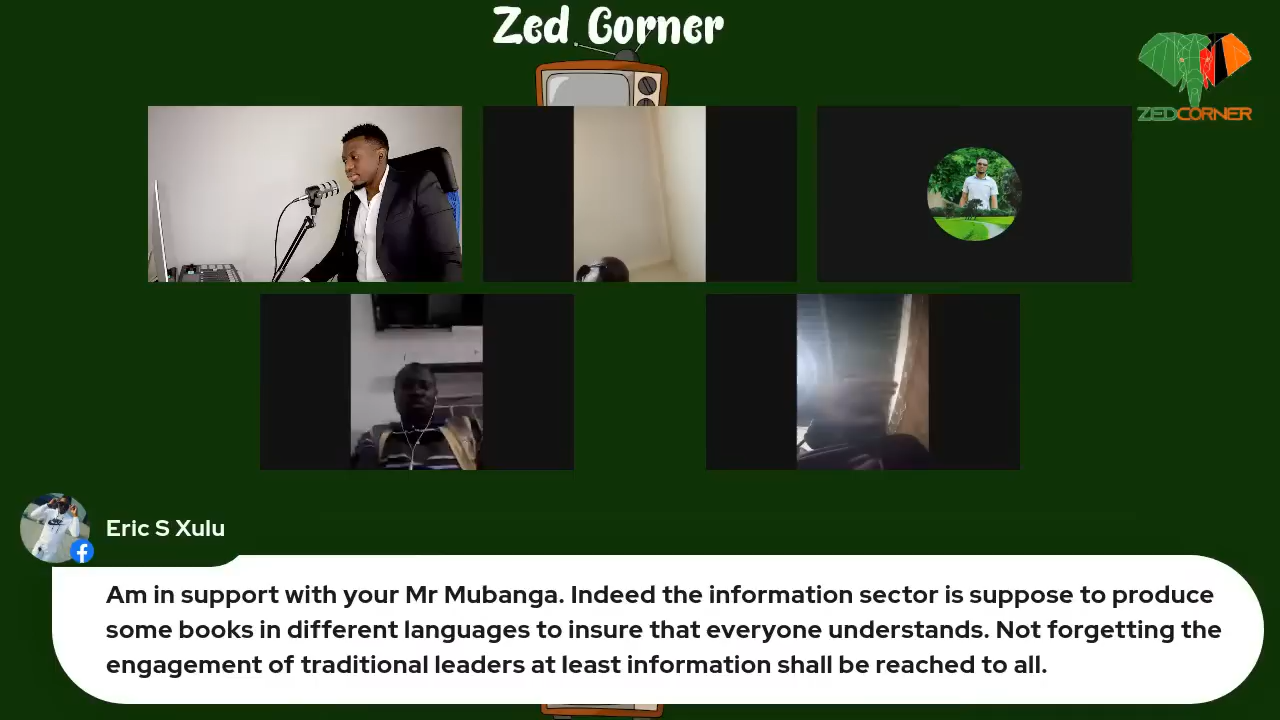 Zed Corner
ZEDCORNER
Eric S Xulu
Am in support with your Mr Mubanga. Indeed the information sector is suppose to produce
some books in different languages to insure that everyone understands. Not forgetting the
engagement of traditional leaders at least information shall be reached to all.